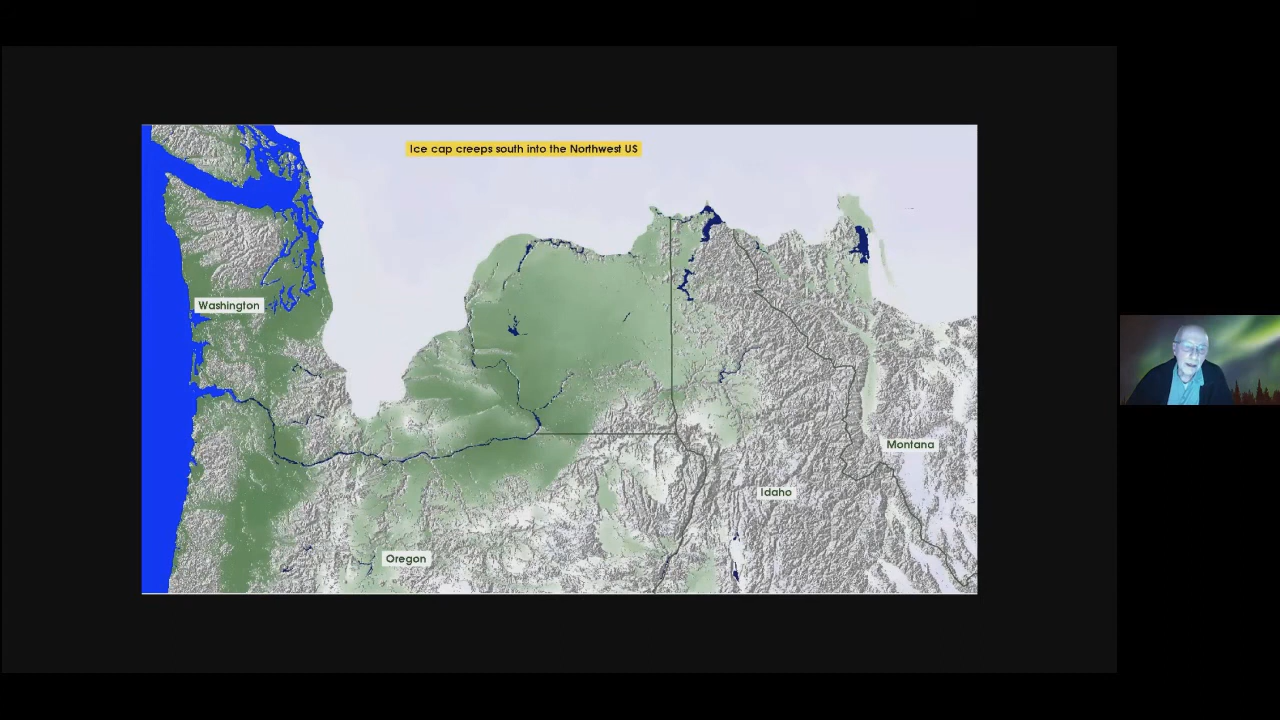 Ice cap creeps south into the Northwest US
Washington
Montana
Idaho
Oregon